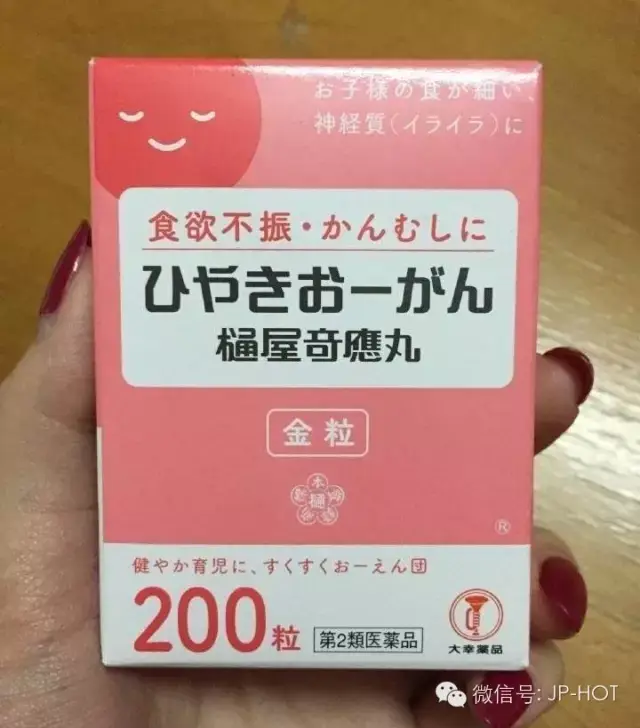 お子様の食が細い、
神経質（イライラ）に
食欲不振・かんむしに
ひやきおーがん
樋屋奇應丸
金粒
樋
®
健やか育児に、すくすくおーえん団
200粒
第2類医薬品
大幸薬品
微信号: JP-HOT